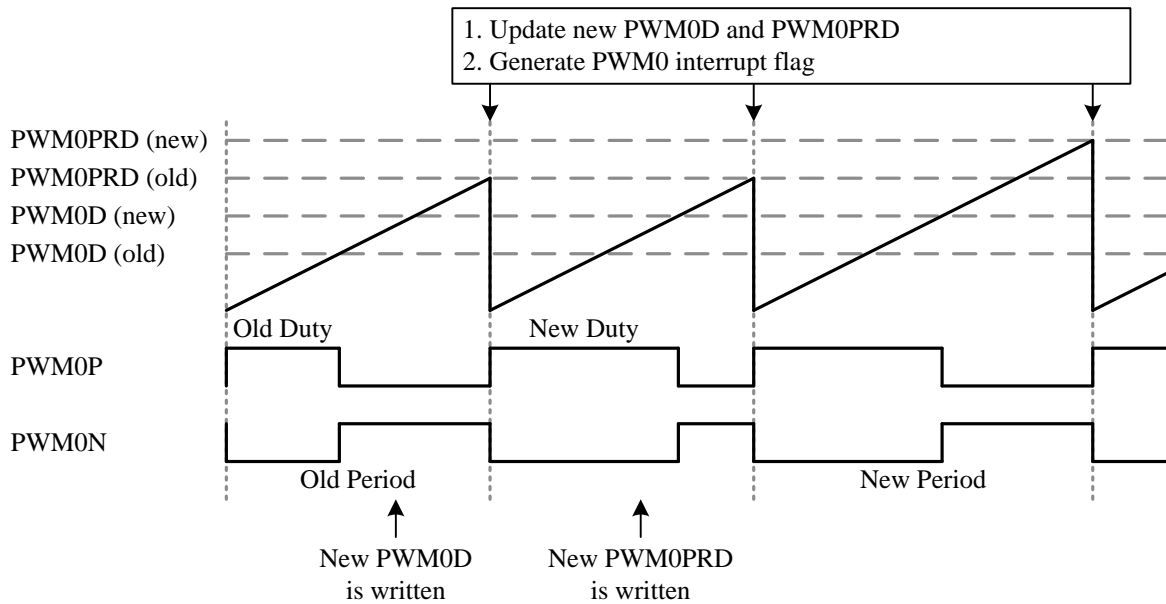 1. Update new PWM0D and PWM0PRD
2. Generate PWM0 interrupt flag
PWM0PRD (new)
PWM0PRD (old)
PWM0D (new)
PWM0D (old)
Old Duty
New Duty
PWM0P
PWM0N
Old Period
New Period
New PWM0D
is written
New PWM0PRD
is written